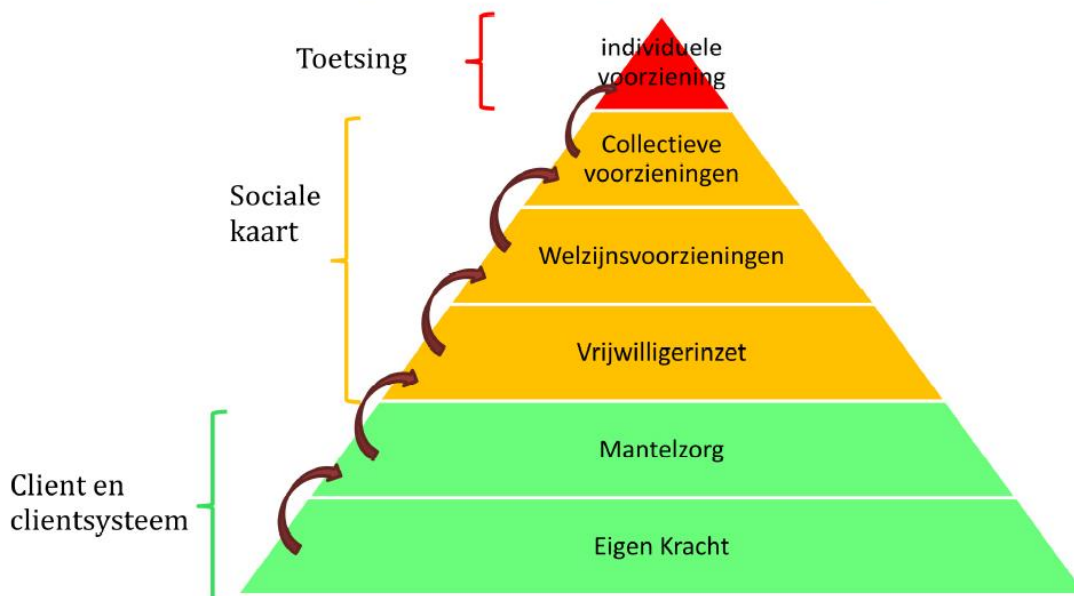 Toetsing
individuele
voorziening
Collectieve
voorzieningen
Sociale
kaart
Welzijnsvoorzieningen
Vrijwilligerinzet
Mantelzorg
Client en
clientsysteem
Eigen Kracht